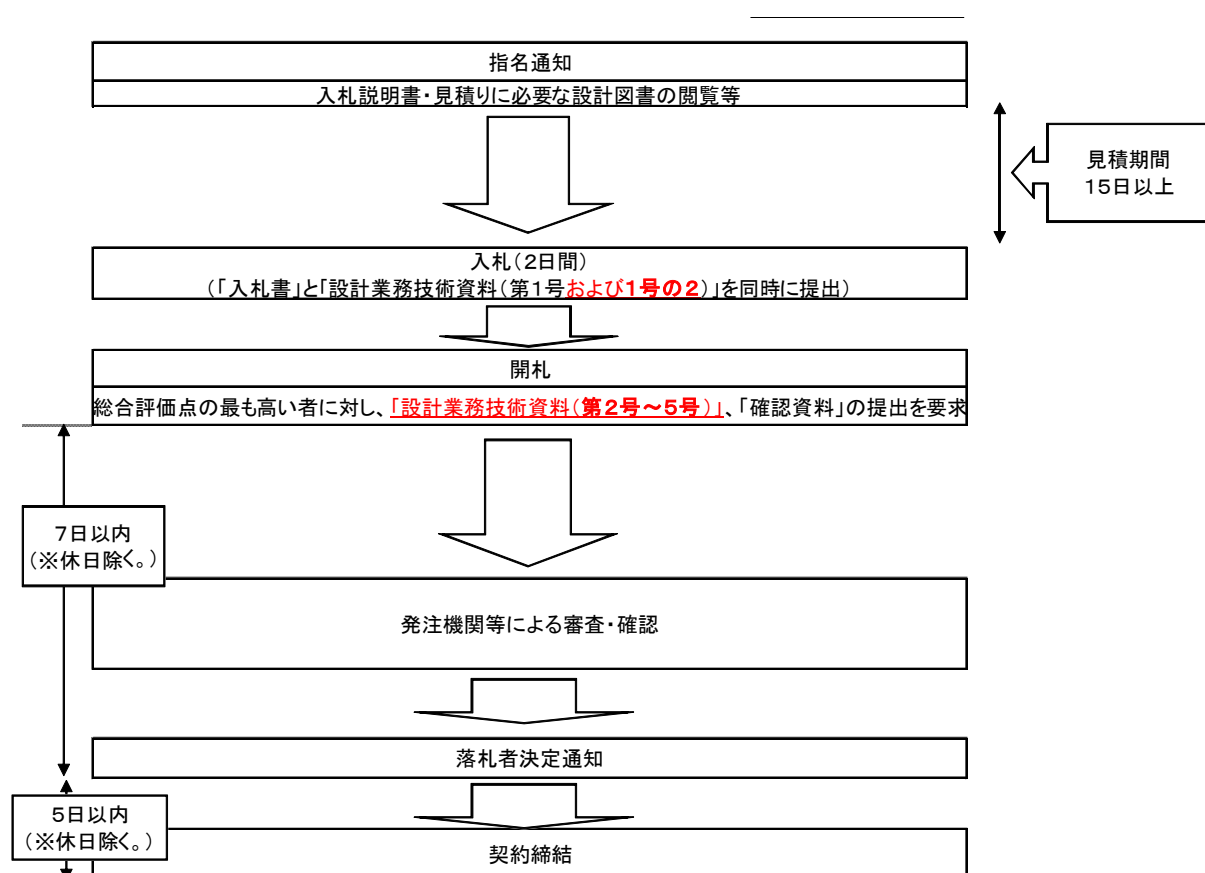 指名通知
入札説明書・見積りに必要な設計図書の閲覧等
見積期間
15日以上
入札（2日間）
（「入札書」と「設計業務技術資料（第1号および1号の2）」を同時に提出）
開札
総合評価点の最も高い者に対し、「設計業務技術資料（第2号～5号）」、「確認資料」の提出を要求
7日以内
（※休日除く。）
発注機関等による審査・確認
落札者決定通知
5日以内
（※休日除く。）
契約締結